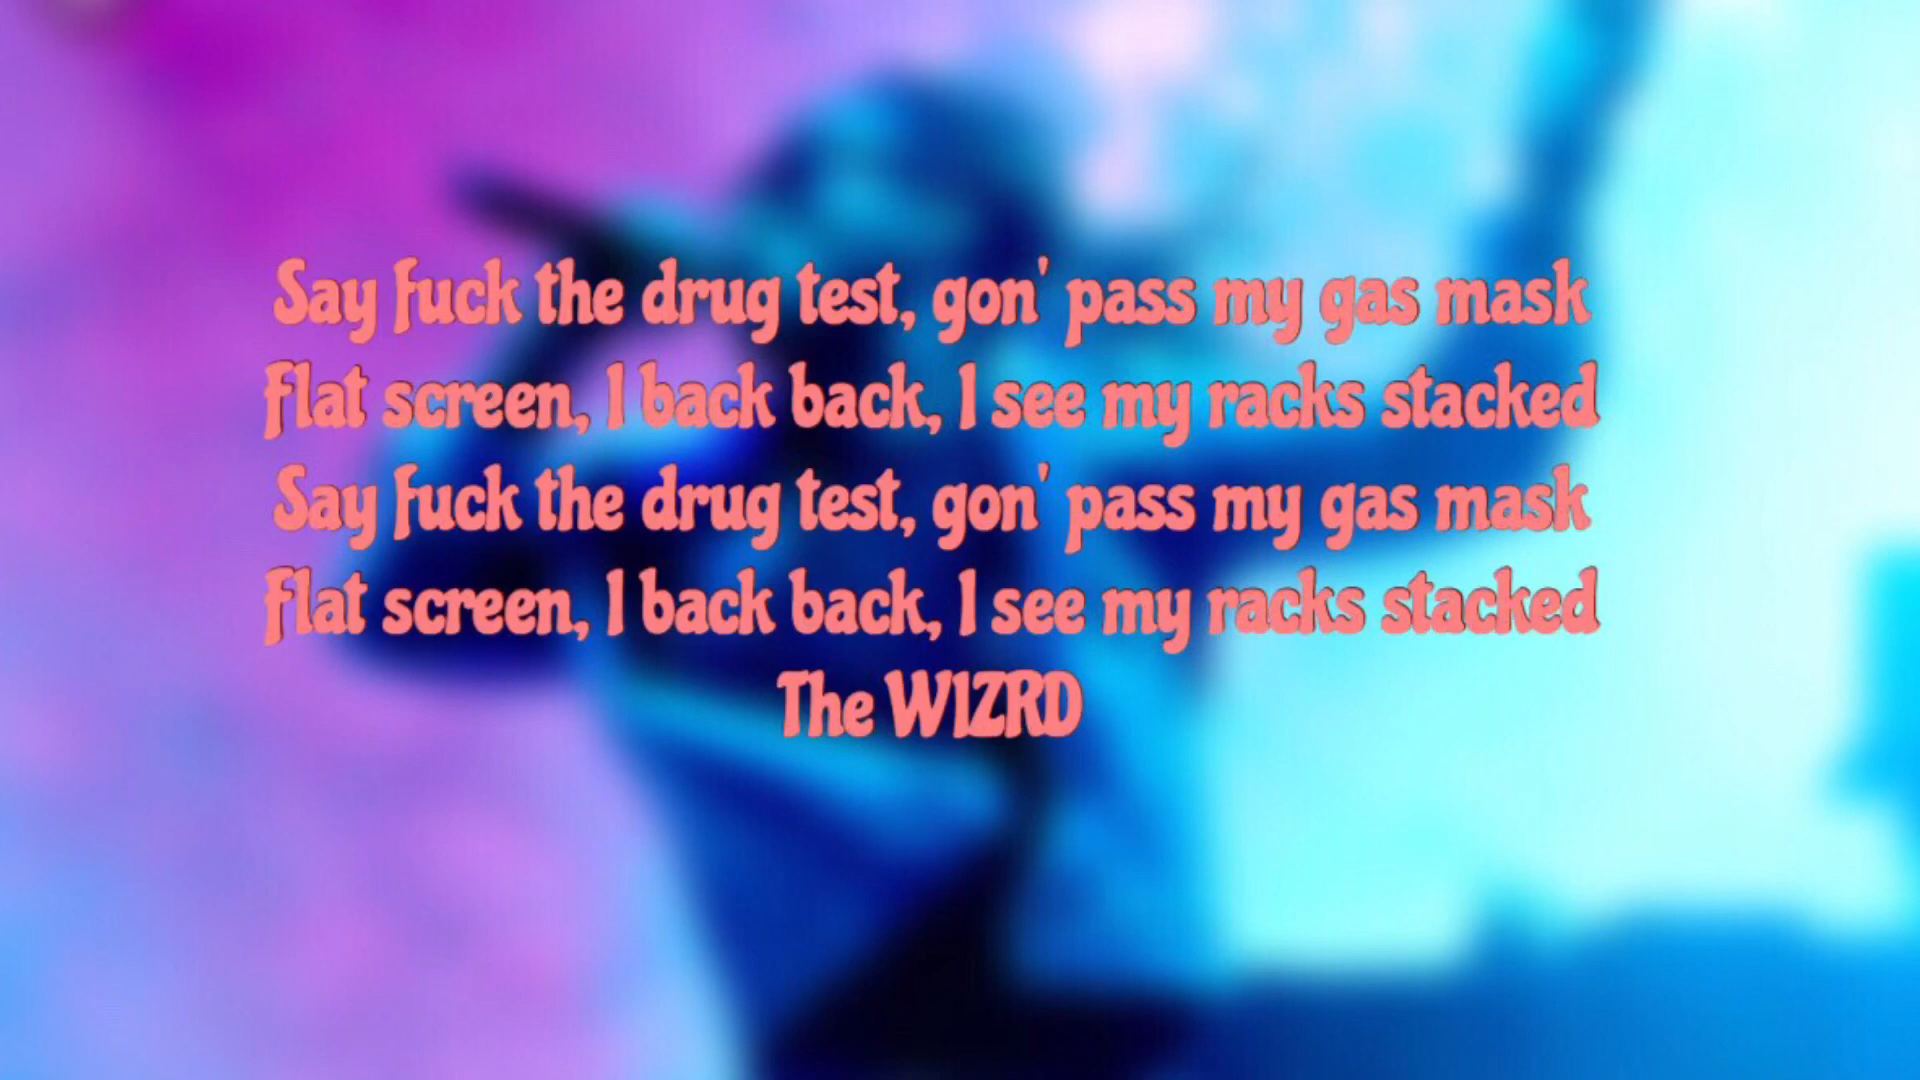 Say fuck the drug test, gon' pass my gas mask
Flat screen, I back back, I see my racks stacked
Say fuck the drug test, gon' pass my gas mask
Flat screen, I back back, I see my racks stacked
The WIZRD